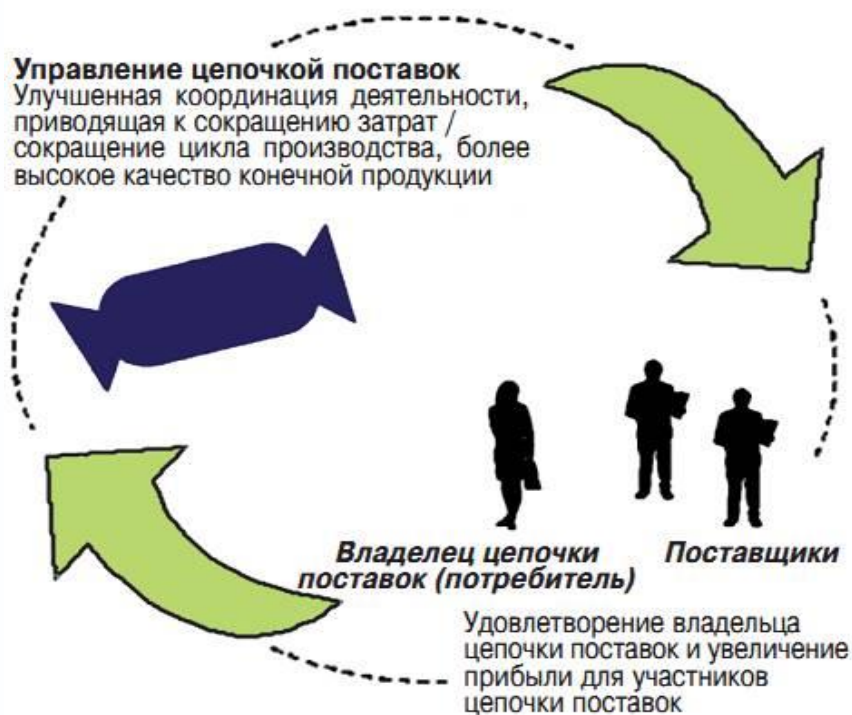 Управление цепочкой поставок
Улучшенная координация деятельности,
приводящая к сокращению затрат /
сокращение цикла производства, более
высокое качество конечной продукции
Владелец цепочки
поставок (потребитель)
Поставщики
Удовлетворение владельца
цепочки поставок и увеличение
прибыли для участников
цепочки поставок